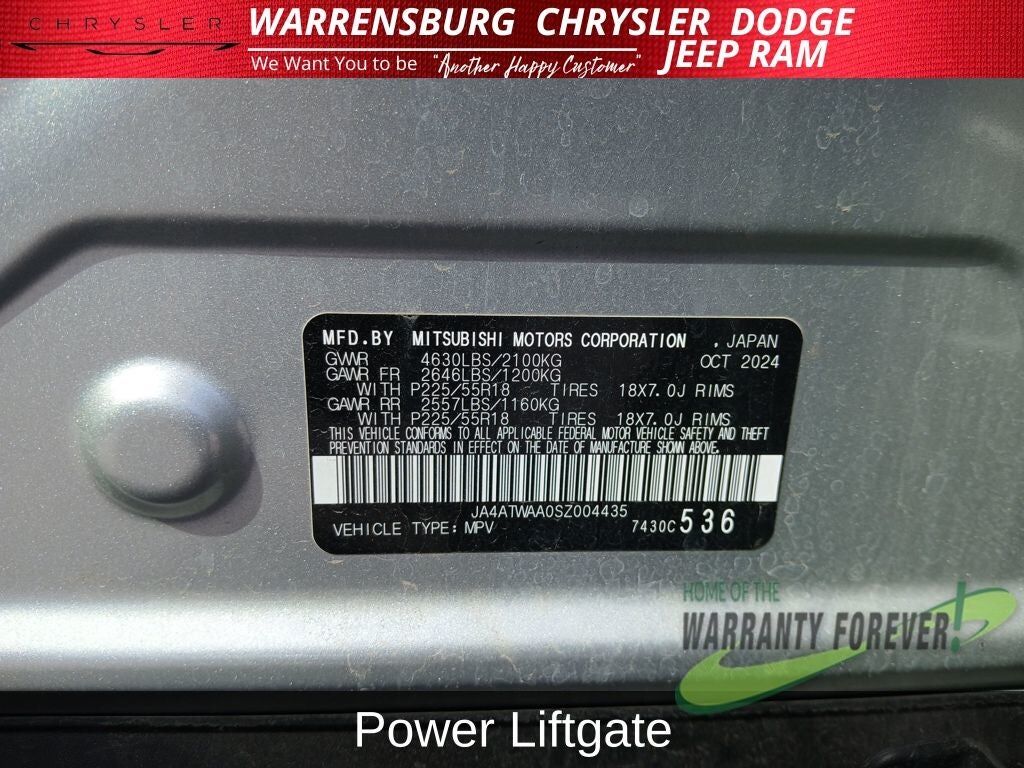 CHRYSLER
WARRENSBURG CHRYSLER DODGE
JEEP RAM
We Want You to be "Another Happy Customer"
MFD.BY MITSUBISHI MOTORS CORPORATION , JAPAN
GVWR 4630LBS/2100KG OCT 2024
GAWR FR 2646LBS/1200KG
WITH P225/55R18 TIRES 18X7.0J RIMS
GAWR RR 2557LBS/1160KG
WITH P225/55R18 TIRES 18X7.0J RIMS
THIS VEHICLE CONFORMS TO ALL APPLICABLE FEDERAL MOTOR VEHICLE SAFETY AND THEFT
PREVENTION STANDARDS IN EFFECT ON THE DATE OF MANUFACTURE SHOWN ABOVE.
JA4ATWAA0SZ004435
VEHICLE TYPE:MPV 7430C 536
HOME OF THE
WARRANTY FOREVER!
Power Liftgate